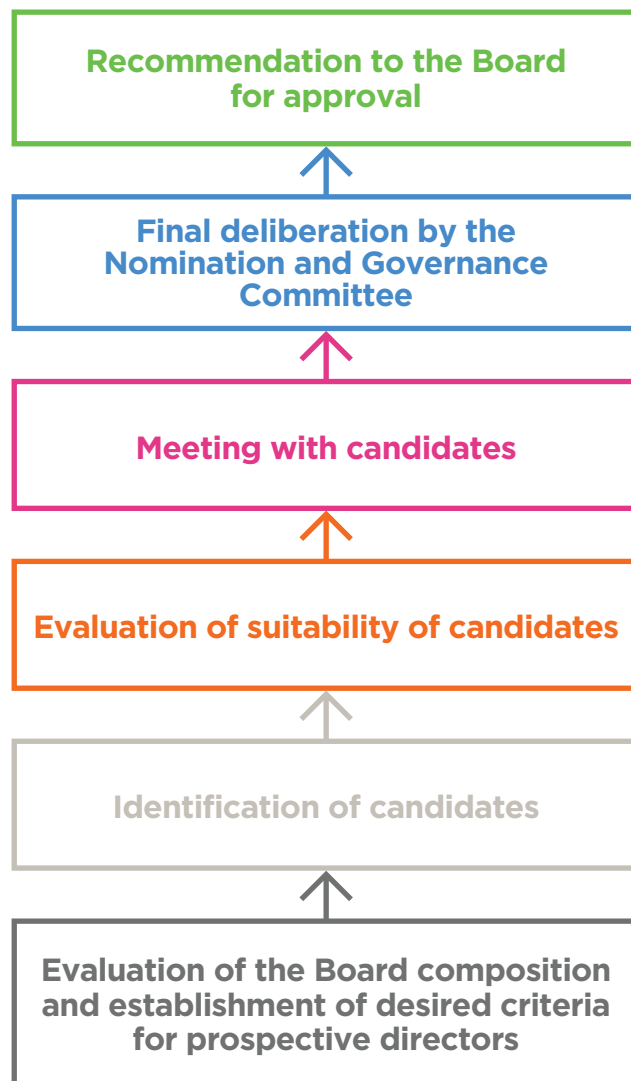 Recommendation to the Board
for approval
Final deliberation by the
Nomination and Governance
Committee
Meeting with candidates
Evaluation of suitability of candidates
Identification of candidates
Evaluation of the Board composition
and establishment of desired criteria
for prospective directors